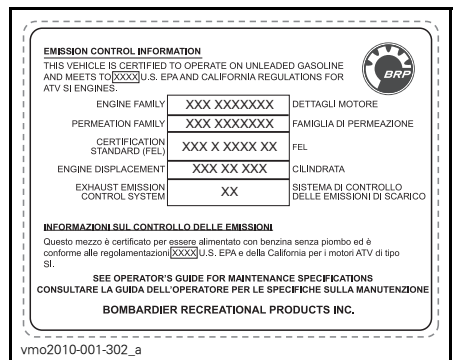 EMISSION CONTROL INFORMATION
THIS VEHICLE IS CERTIFIED TO OPERATE ON UNLEADED GASOLINE
AND MEETS TO XXXX U.S. EPA AND CALIFORNIA REGULATIONS FOR
ATV SI ENGINES.
BRP
ENGINE FAMILY XXX XXXXXXX DETTAGLI MOTORE
PERMEATION FAMILY XXX XXXXXXX FAMIGLIA DI PERMEAZIONE
CERTIFICATION
STANDARD (FEL) XXX X XXXX XX FEL
ENGINE DISPLACEMENT XXX XX XXX CILINDRATA
EXHAUST EMISSION
CONTROL SYSTEM XX SISTEMA DI CONTROLLO
DELLE EMISSIONI DI SCARICO
INFORMAZIONI SUL CONTROLLO DELLE EMISSIONI
Questo mezzo è certificato per essere alimentato con benzina senza piombo ed è
conforme alle regolamentazioni XXXX U.S. EPA e della California per i motori ATV di tipo
SI.
SEE OPERATOR'S GUIDE FOR MAINTENANCE SPECIFICATIONS
CONSULTARE LA GUIDA DELL'OPERATORE PER LE SPECIFICHE SULLA MANUTENZIONE
BOMBARDIER RECREATIONAL PRODUCTS INC.
vmo2010-001-302_a